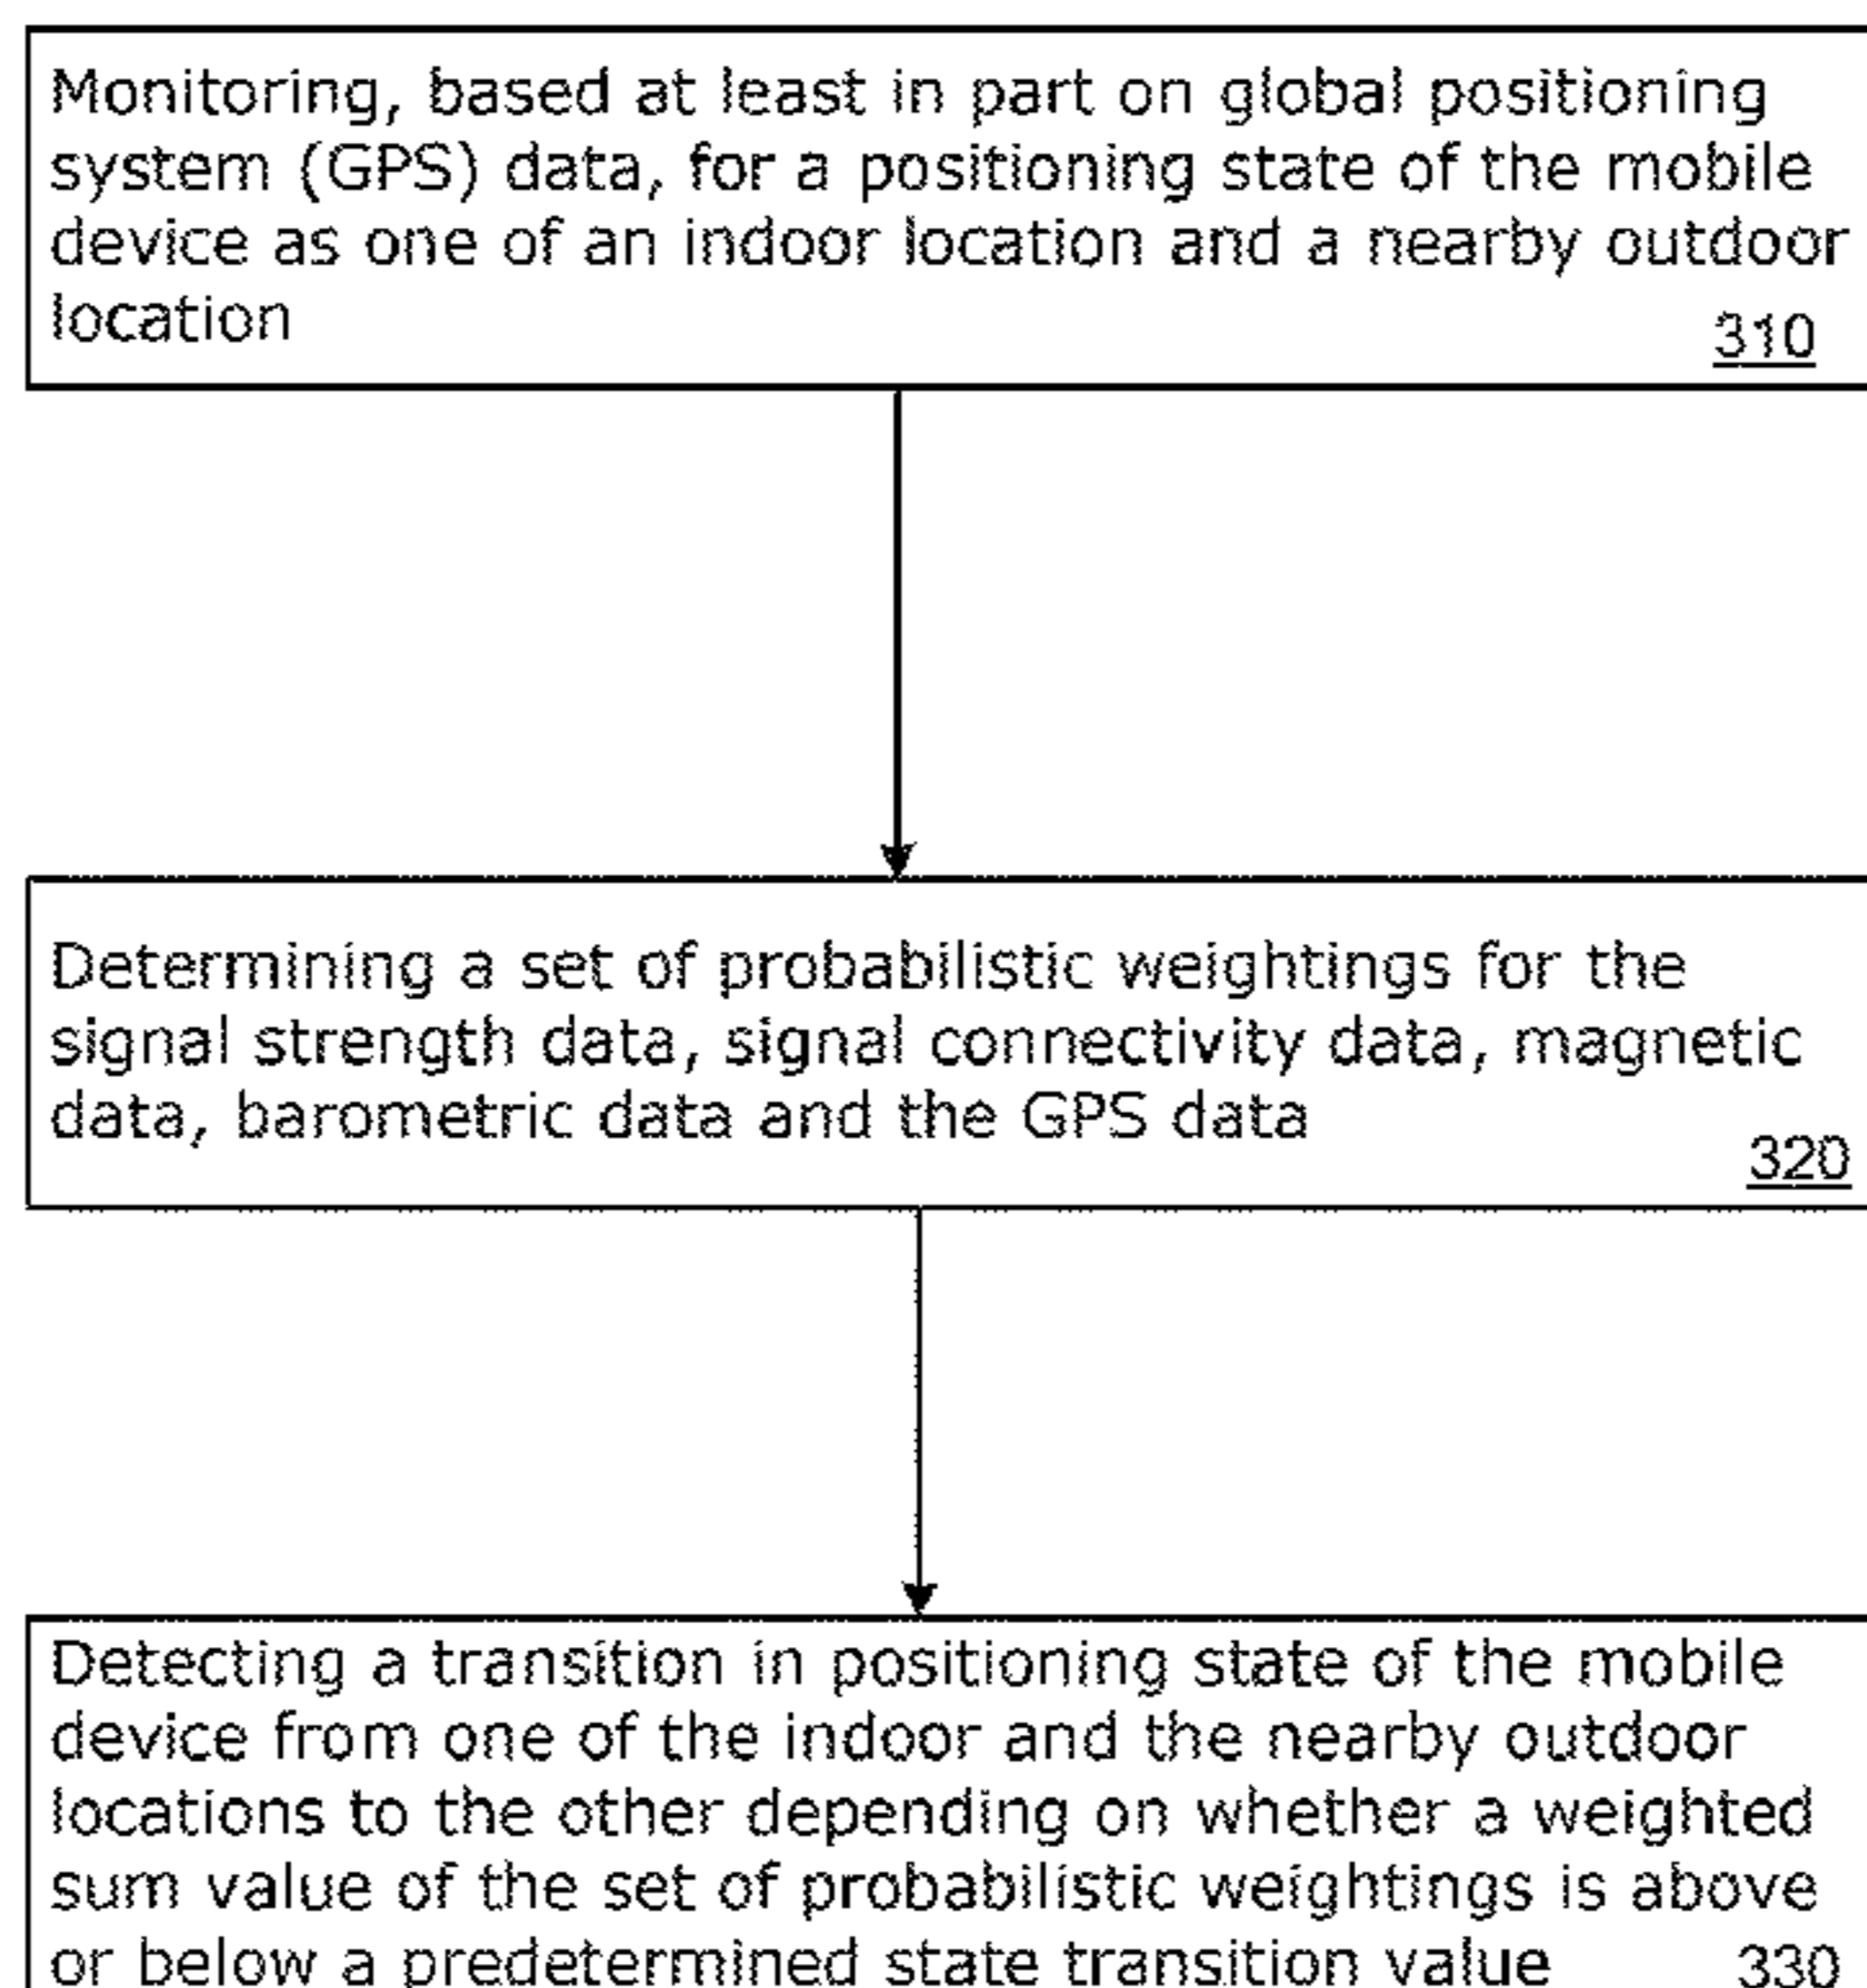 Monitoring, based at least in part on global positioning
system (GPS) data, for a positioning state of the mobile
device as one of an indoor location and a nearby outdoor
location
310
Determining a set of probabilistic weightings for the
signal strength data, signal connectivity data, magnetic
data, barometric data and the GPS data
320
Detecting a transition in positioning state of the mobile
device from one of the indoor and the nearby outdoor
locations to the other depending on whether a weighted
sum value of the set of probabilistic weightings is above
or below a predetermined state transition value 330